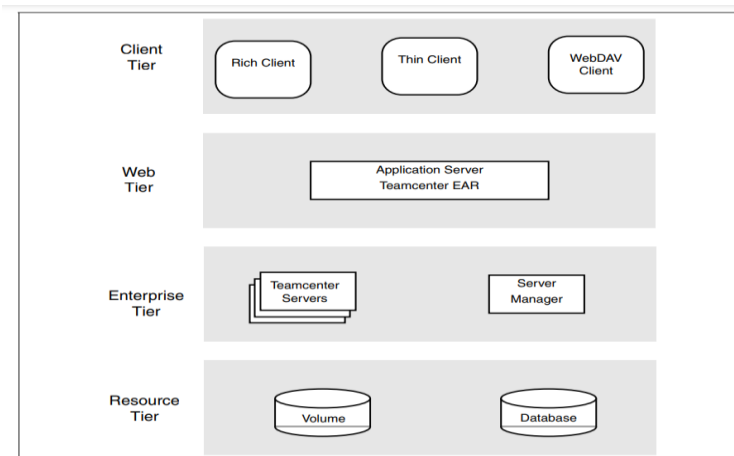 Client
Tier
Rich Client
Thin Client
WebDAV
Client
Web
Tier
Application Server
Teamcenter EAR
Enterprise
Tier
Teamcenter
Servers
Server
Manager
Resource
Tier
Volume
Database